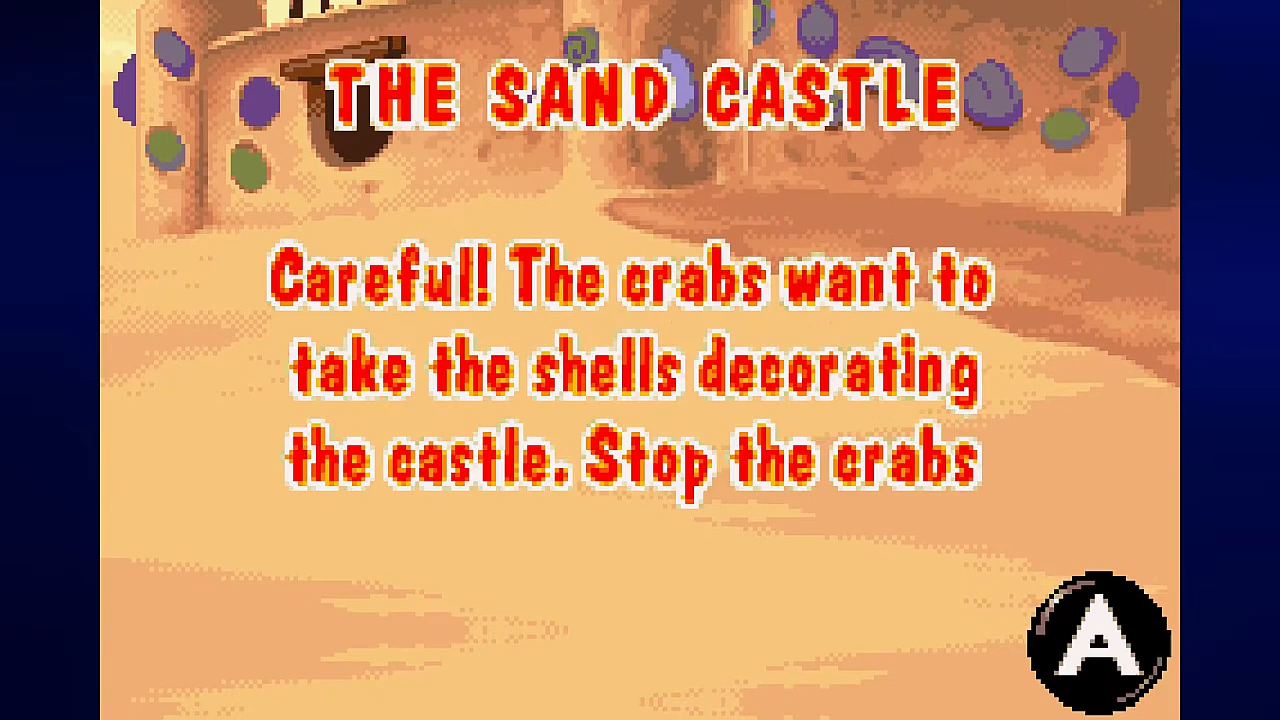 THE SAND CASTLE
Careful! The crabs want to
take the shells decorating
the castle. Stop the crabs
A